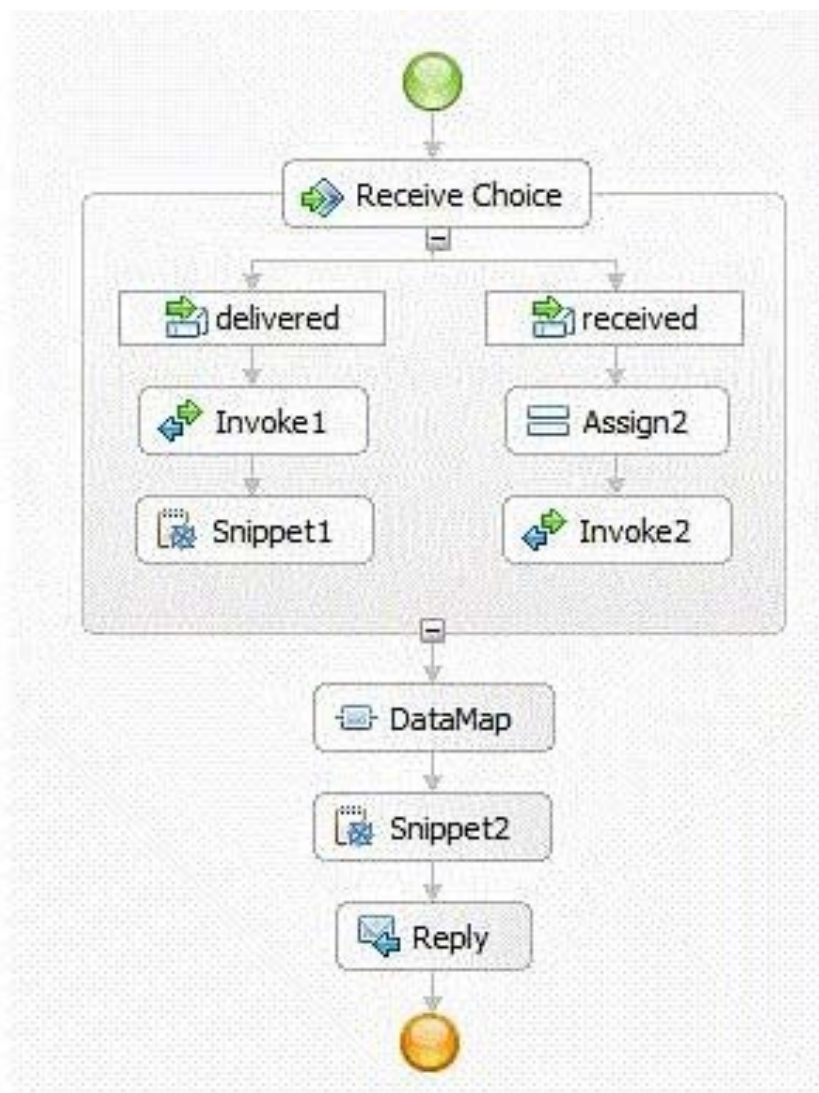 Receive Choice
delivered
received
Invoke1
Assign2
Snippet1
Invoke2
DataMap
Snippet2
Reply